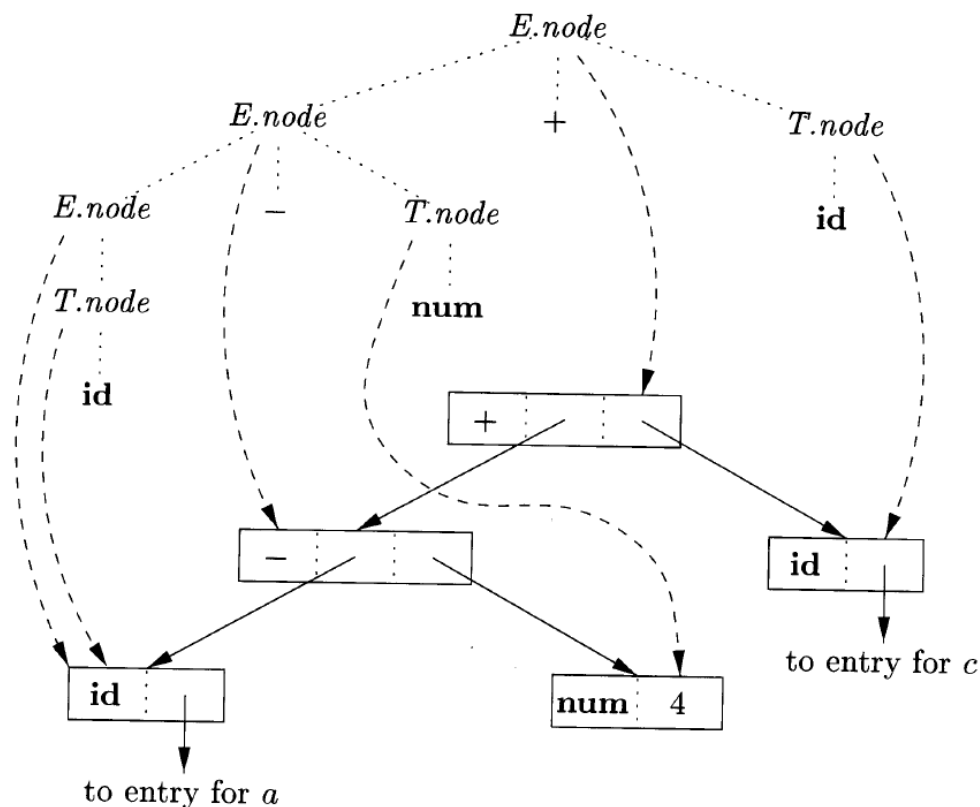 E.node
E.node + T.node
E.node − T.node id
T.node num
id
+
− id
to entry for c
id num 4
to entry for a